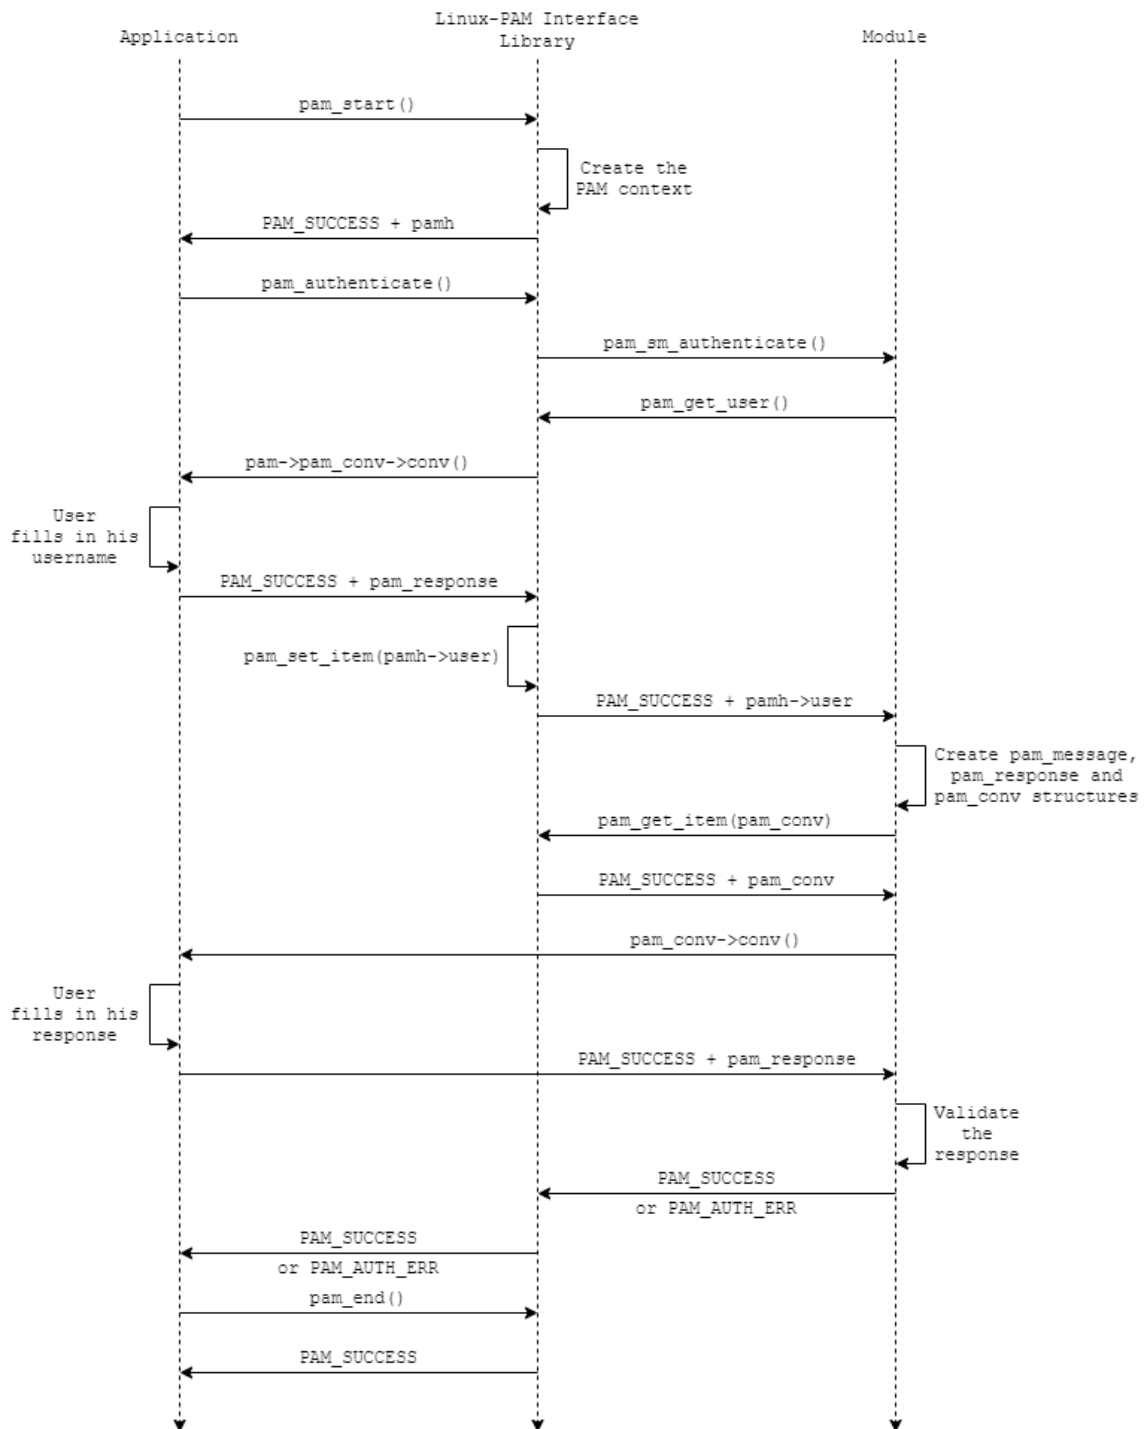 Linux-PAM Interface
Library
Application
Module
pam_start()
Create the
PAM context
PAM_SUCCESS + pamh
pam_authenticate()
pam_sm_authenticate()
pam_get_user()
pam->pam_conv->conv()
User
fills in his
username
PAM_SUCCESS + pam_response
pam_set_item(pamh->user)
PAM_SUCCESS + pamh->user
Create pam_message,
pam_response and
pam_conv structures
pam_get_item(pam_conv)
PAM_SUCCESS + pam_conv
pam_conv->conv()
User
fills in his
response
PAM_SUCCESS + pam_response
Validate
the
response
PAM_SUCCESS
or PAM_AUTH_ERR
PAM_SUCCESS
or PAM_AUTH_ERR
pam_end()
PAM_SUCCESS